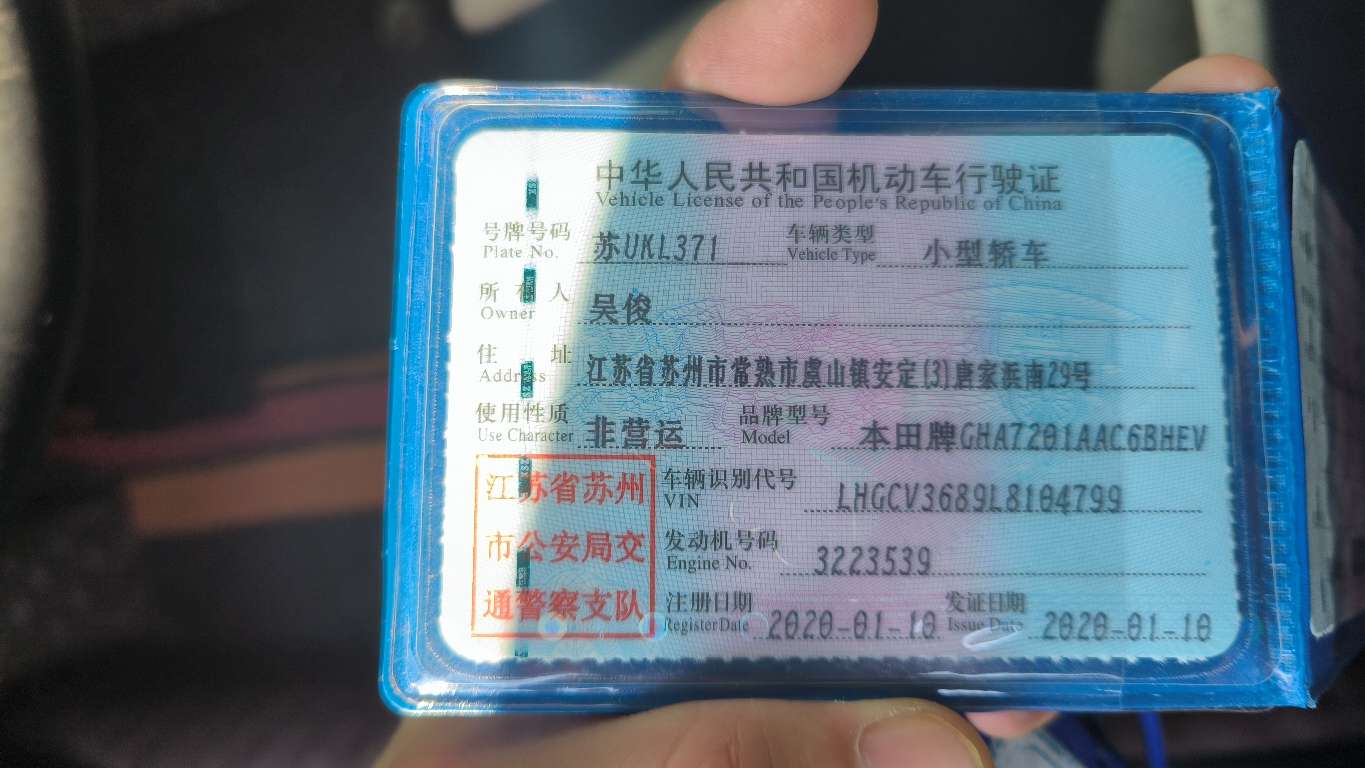 中华人民共和国机动车行驶证
Vehicle License of the People's Republic of China
号牌号码 苏UKL371 车辆类型 小型轿车
Plate No. Vehicle Type
所有人 吴俊
Owner
住址 江苏省苏州市常熟市虞山镇安定(3)唐家浜南29号
Address
使用性质 非营运 品牌型号 本田牌GHA7201AAC6BHEV
Use Character Model
江苏省苏州 车辆识别代号 LHGCV3689L8104799
VIN
市公安局交 发动机号码 3223539
Engine No.
通警察支队 注册日期 2020-01-10 发证日期 2020-01-10
Register Date Issue Date